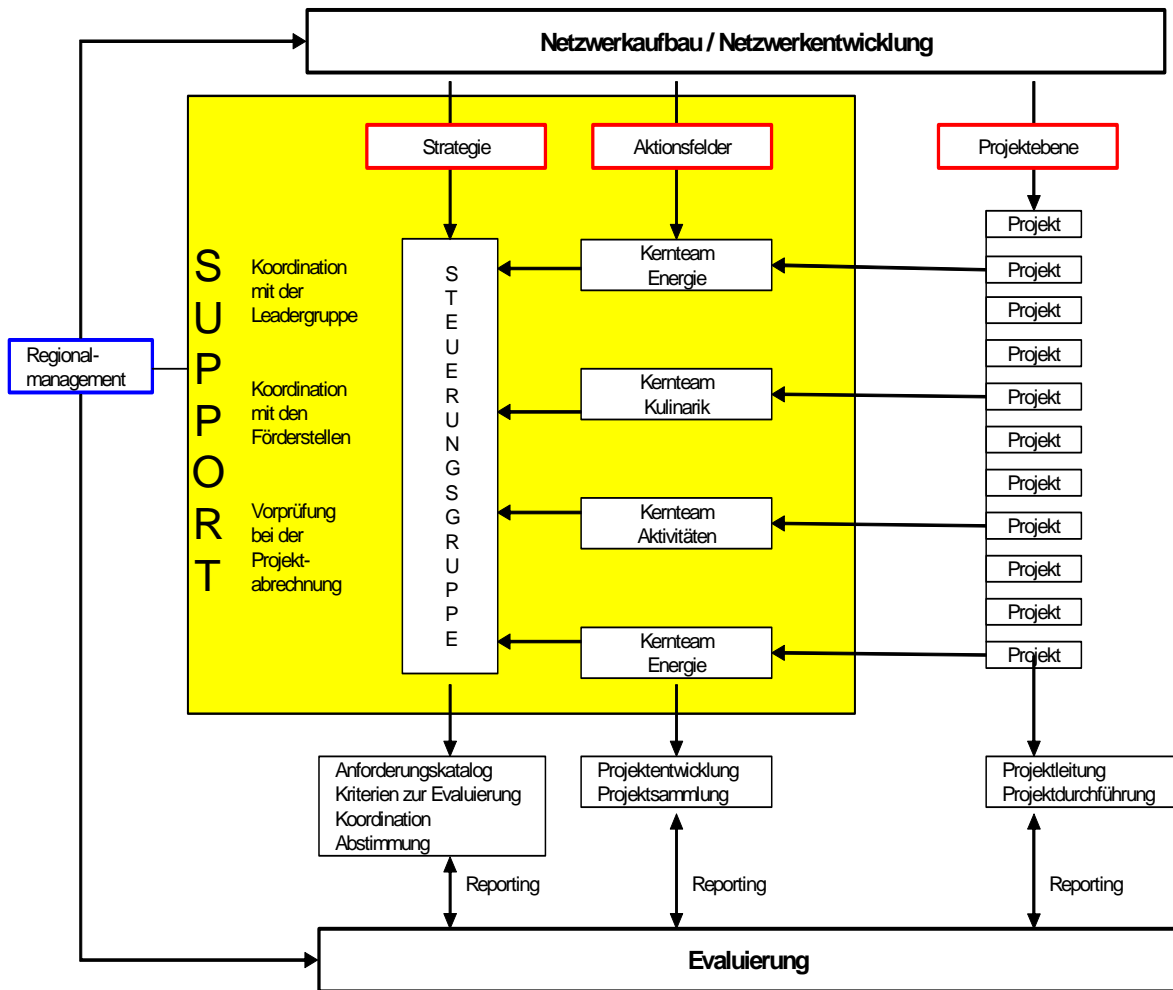 Netzwerkaufbau / Netzwerkentwicklung
Strategie
Aktionsfelder
Projektebene
SUPPORT
Koordination
mit der
Leadergruppe
Koordination
mit den
Förderstellen
Vorprüfung
bei der
Projekt-
abrechnung
Regional-
management
STEUERUNGSGRUPPE
Kernteam
Energie
Kernteam
Kulinarik
Kernteam
Aktivitäten
Kernteam
Energie
Projekt
Projekt
Projekt
Projekt
Projekt
Projekt
Projekt
Projekt
Projekt
Projekt
Projekt
Anforderungskatalog
Kriterien zur Evaluierung
Koordination
Abstimmung
Projektentwicklung
Projektsammlung
Projektleitung
Projektdurchführung
Reporting
Reporting
Reporting
Evaluierung